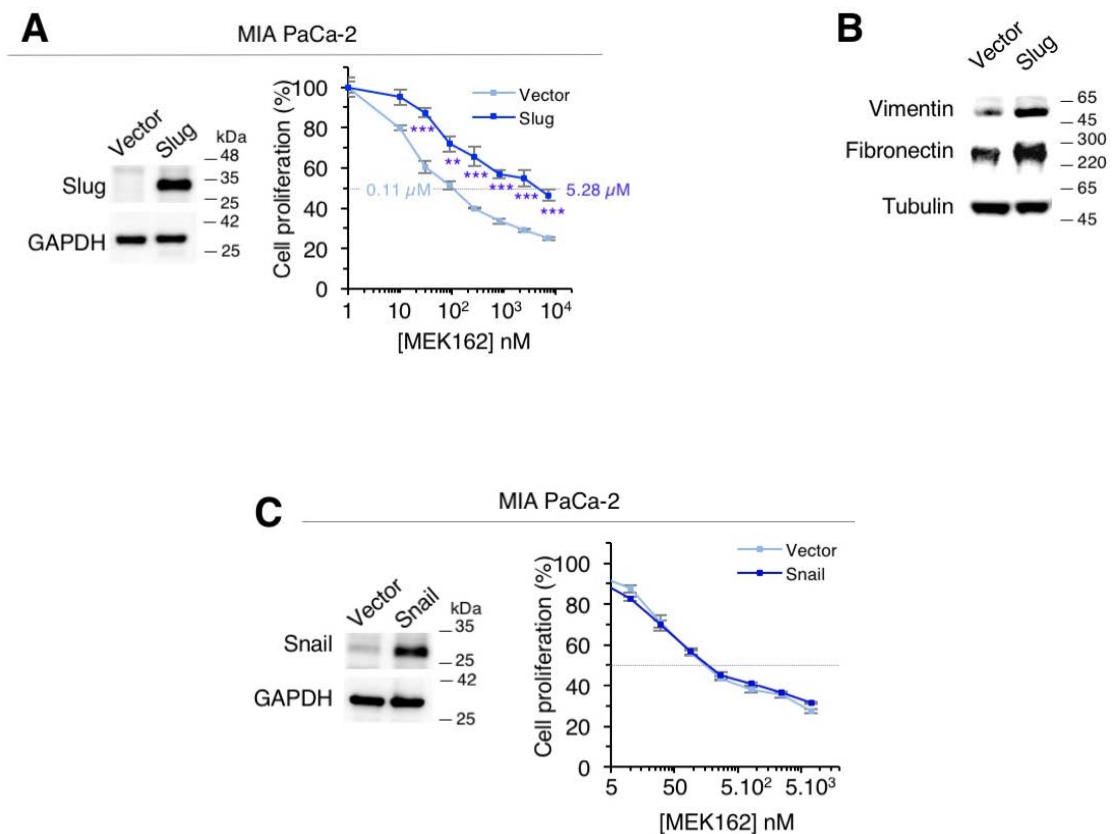 A
MIA PaCa-2
Vector Slug
kDa
Slug
48
35
25
GAPDH
42
25
Cell proliferation (%)
100
80
60
40
20
0
Vector
Slug
***
**
***
***
***
***
0.11 µM
5.28 µM
1 10 10² 10³ 10⁴
[MEK162] nM
B
Vector Slug
Vimentin
65
45
Fibronectin
300
220
Tubulin
65
45
C
MIA PaCa-2
Vector Snail
kDa
Snail
35
25
GAPDH
42
25
Cell proliferation (%)
100
80
60
40
20
0
Vector
Snail
5 50 5.10² 5.10³
[MEK162] nM